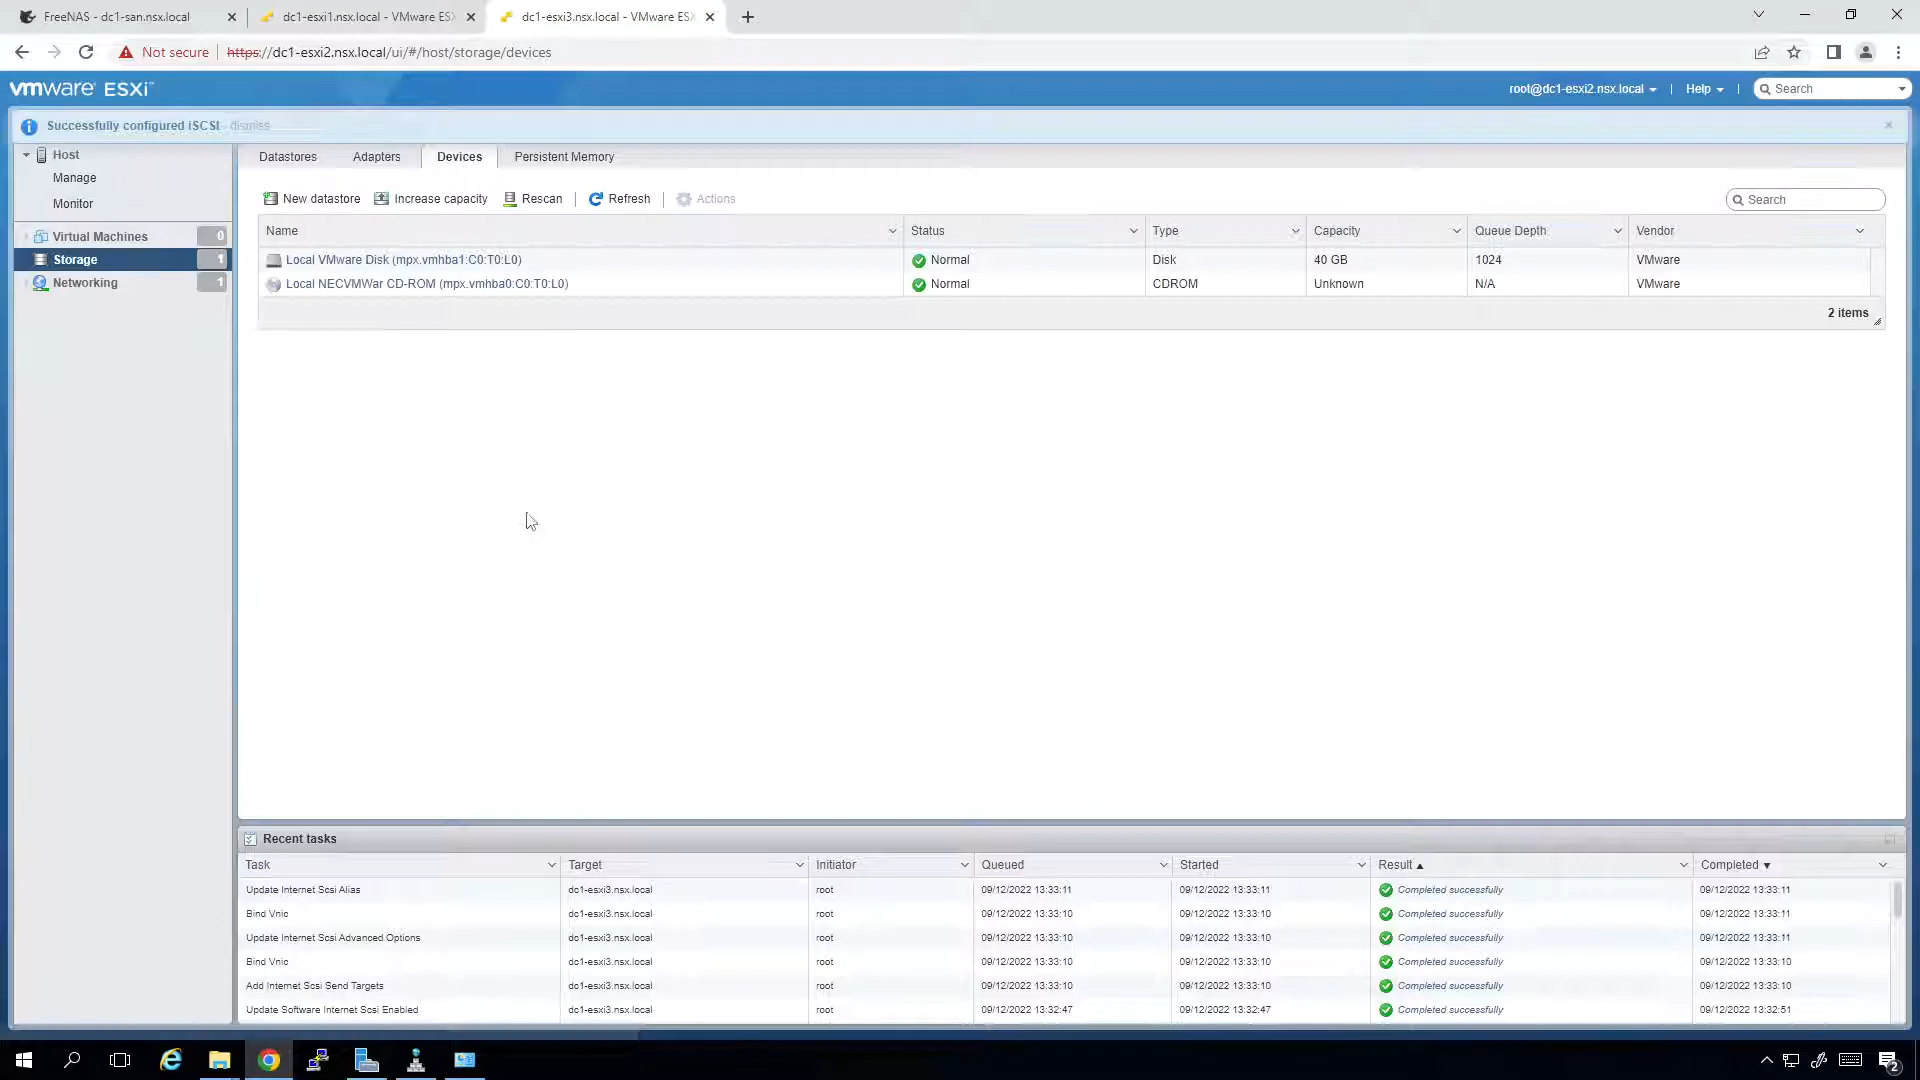 FreeNAS - dc1-san.nsx.local
dc1-esxi1.nsx.local - VMware ESX
dc1-esxi3.nsx.local - VMware ESX
Not secure
https://dc1-esxi2.nsx.local/ui/#/host/storage/devices
vmware ESXi
root@dc1-esxi2.nsx.local
Help
Search
Successfully configured iSCSI dismiss
Host
Manage
Monitor
Virtual Machines 0
Storage 1
Networking 1
Datastores Adapters Devices Persistent Memory
New datastore Increase capacity Rescan Refresh Actions
Search
Name Status Type Capacity Queue Depth Vendor
Local VMware Disk (mpx.vmhba1:C0:T0:L0) Normal Disk 40 GB 1024 VMware
Local NECVMWar CD-ROM (mpx.vmhba0:C0:T0:L0) Normal CDROM Unknown N/A VMware
2 items
Recent tasks
Task Target Initiator Queued Started Result Completed
Update Internet Scsi Alias dc1-esxi3.nsx.local root 09/12/2022 13:33:11 09/12/2022 13:33:11 Completed successfully 09/12/2022 13:33:11
Bind Vnic dc1-esxi3.nsx.local root 09/12/2022 13:33:10 09/12/2022 13:33:10 Completed successfully 09/12/2022 13:33:11
Update Internet Scsi Advanced Options dc1-esxi3.nsx.local root 09/12/2022 13:33:10 09/12/2022 13:33:10 Completed successfully 09/12/2022 13:33:11
Bind Vnic dc1-esxi3.nsx.local root 09/12/2022 13:33:10 09/12/2022 13:33:10 Completed successfully 09/12/2022 13:33:10
Add Internet Scsi Send Targets dc1-esxi3.nsx.local root 09/12/2022 13:33:10 09/12/2022 13:33:10 Completed successfully 09/12/2022 13:33:10
Update Software Internet Scsi Enabled dc1-esxi3.nsx.local root 09/12/2022 13:32:47 09/12/2022 13:32:47 Completed successfully 09/12/2022 13:32:51
2